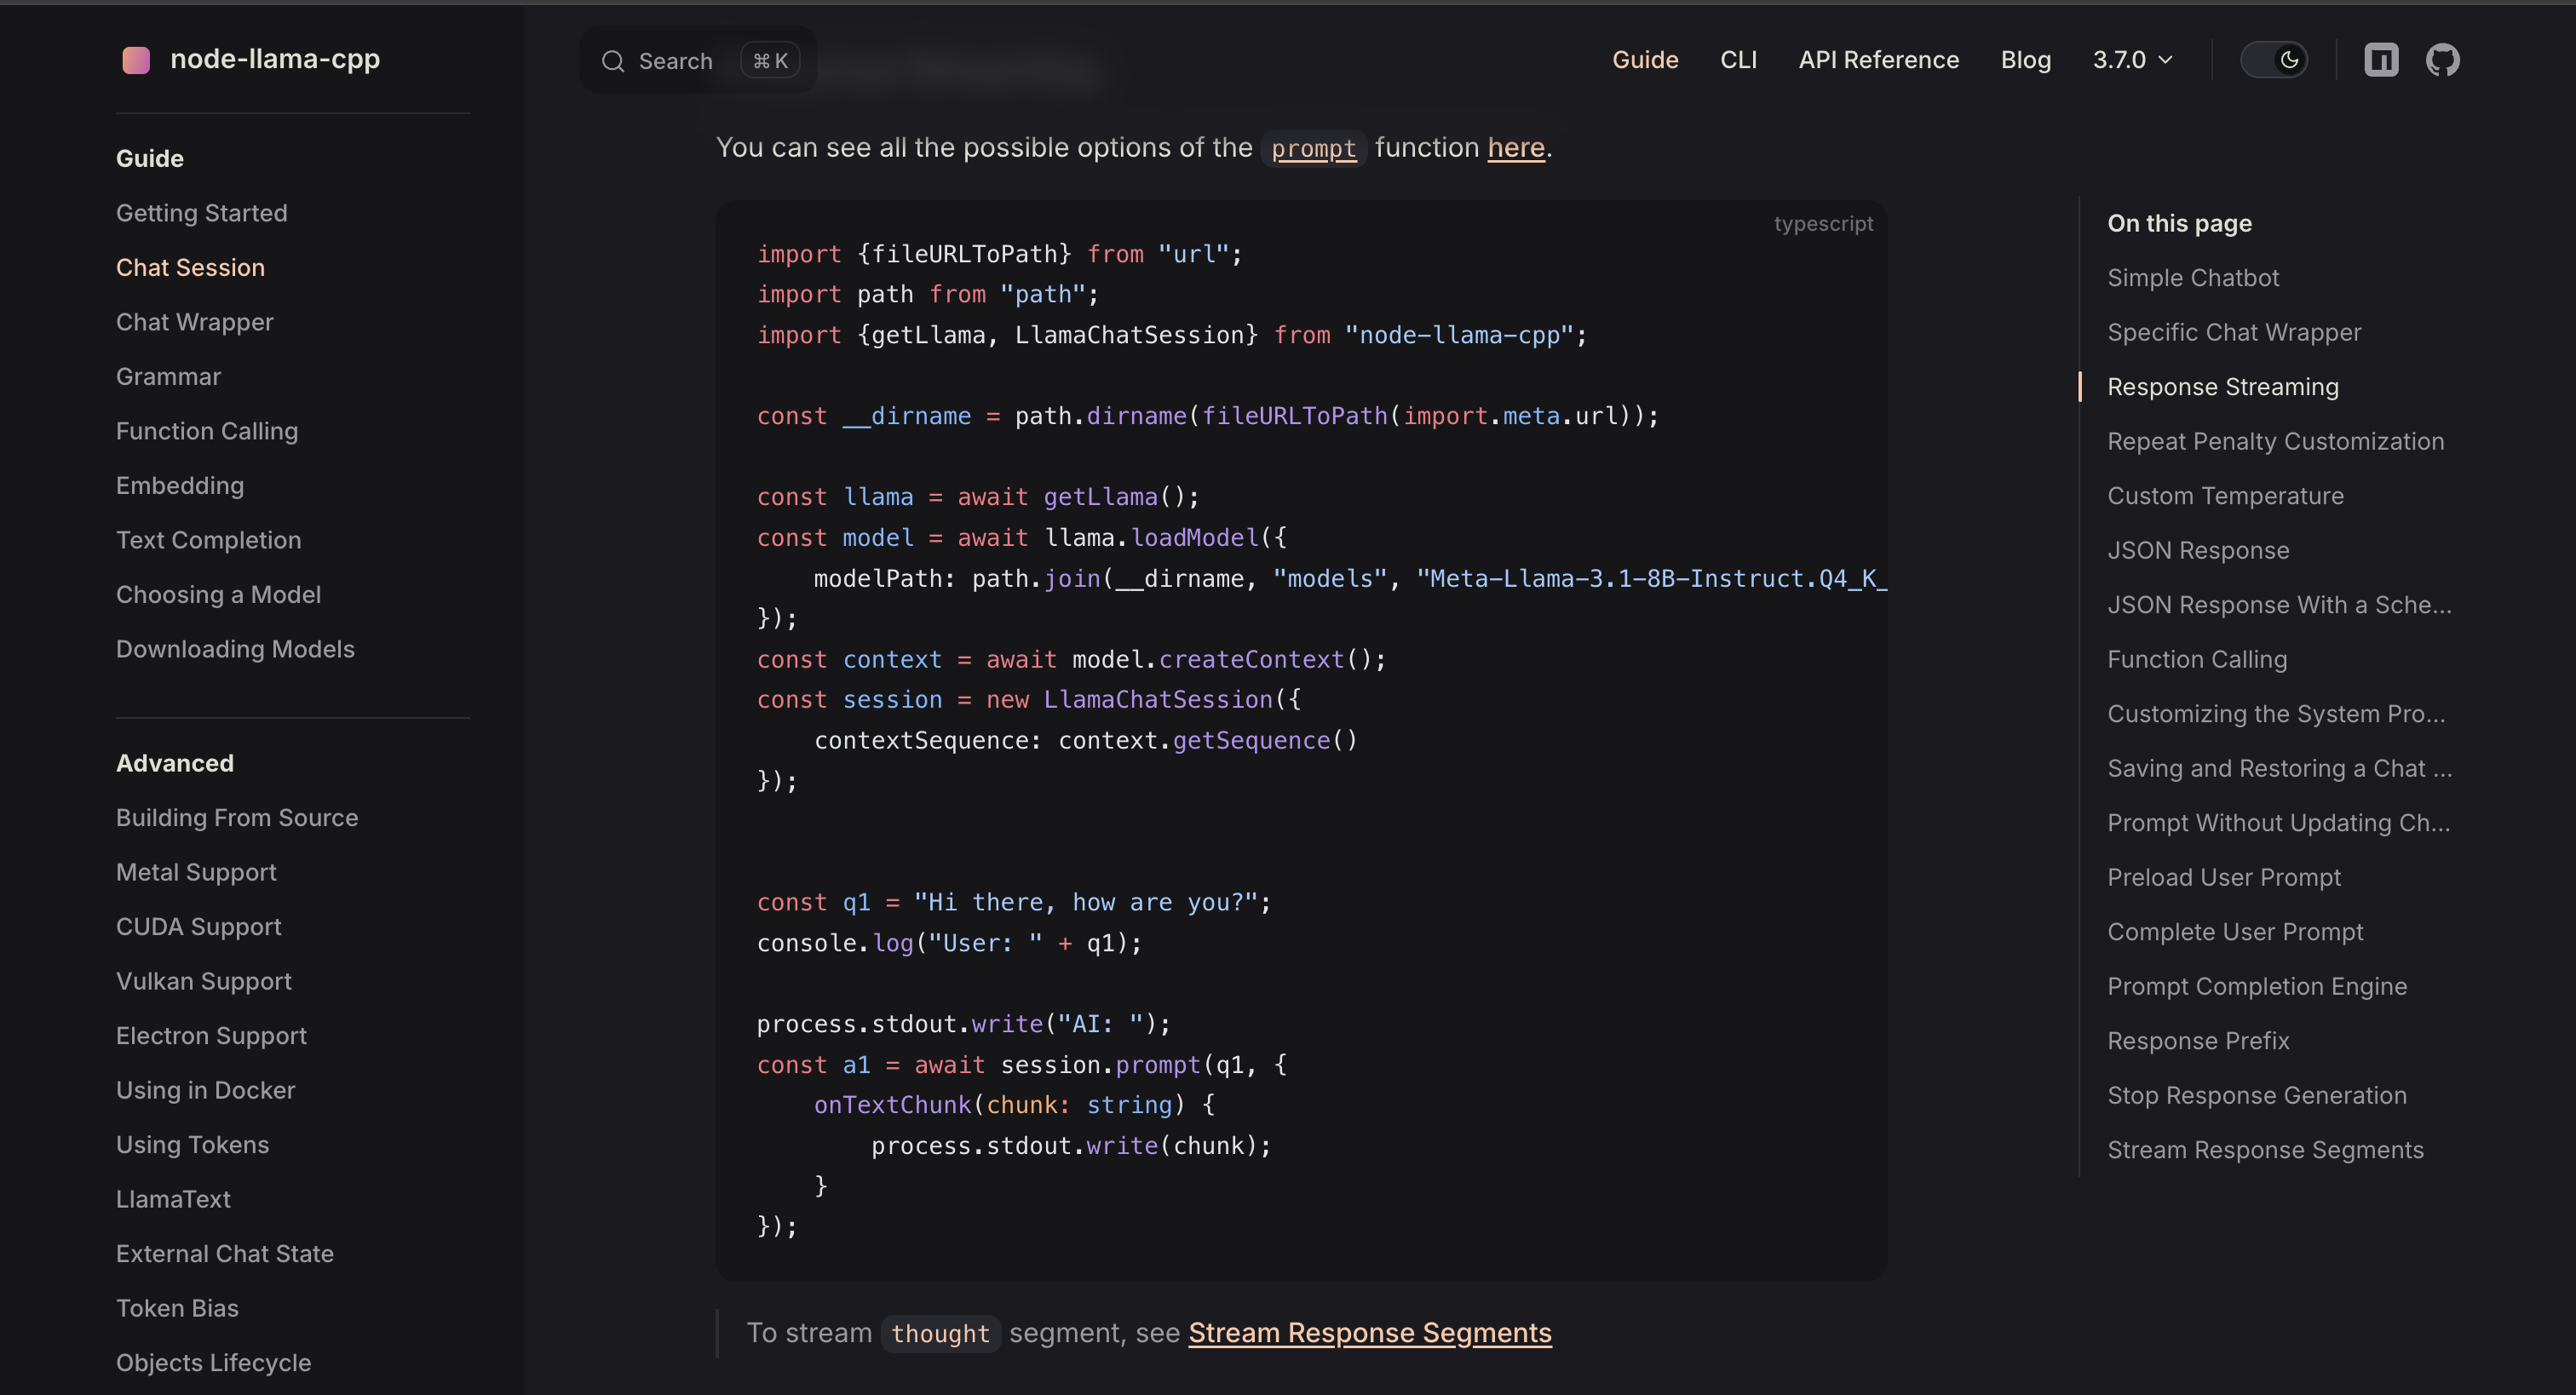 node-llama-cpp
Guide
Getting Started
Chat Session
Chat Wrapper
Grammar
Function Calling
Embedding
Text Completion
Choosing a Model
Downloading Models
Advanced
Building From Source
Metal Support
CUDA Support
Vulkan Support
Electron Support
Using in Docker
Using Tokens
LlamaText
External Chat State
Token Bias
Objects Lifecycle
Search ⌘ K
Guide CLI API Reference Blog 3.7.0
You can see all the possible options of the prompt function here.
typescript
import {fileURLToPath} from "url";
import path from "path";
import {getLlama, LlamaChatSession} from "node-llama-cpp";
const __dirname = path.dirname(fileURLToPath(import.meta.url));
const llama = await getLlama();
const model = await llama.loadModel({
    modelPath: path.join(__dirname, "models", "Meta-Llama-3.1-8B-Instruct.Q4_K_
});
const context = await model.createContext();
const session = new LlamaChatSession({
    contextSequence: context.getSequence()
});
const q1 = "Hi there, how are you?";
console.log("User: " + q1);
process.stdout.write("AI: ");
const a1 = await session.prompt(q1, {
    onTextChunk(chunk: string) {
        process.stdout.write(chunk);
    }
});
To stream thought segment, see Stream Response Segments
On this page
Simple Chatbot
Specific Chat Wrapper
Response Streaming
Repeat Penalty Customization
Custom Temperature
JSON Response
JSON Response With a Sche...
Function Calling
Customizing the System Pro...
Saving and Restoring a Chat ...
Prompt Without Updating Ch...
Preload User Prompt
Complete User Prompt
Prompt Completion Engine
Response Prefix
Stop Response Generation
Stream Response Segments